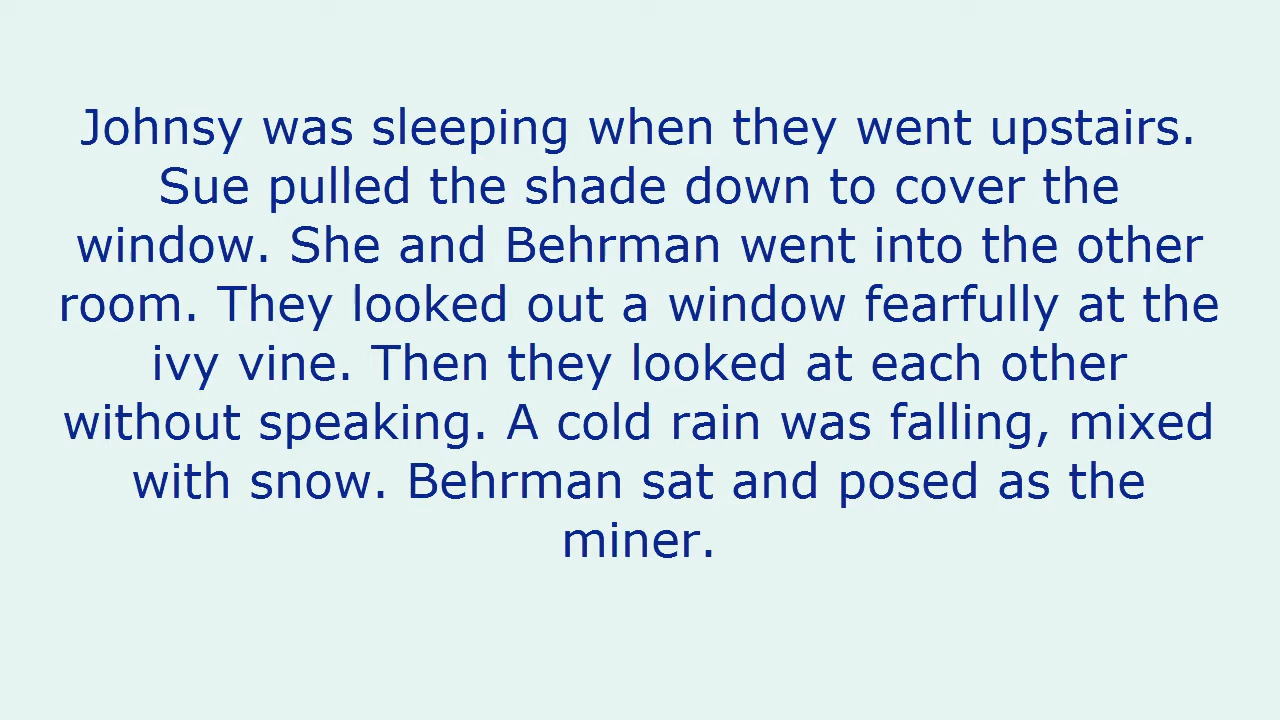 Johnsy was sleeping when they went upstairs.
Sue pulled the shade down to cover the
window. She and Behrman went into the other
room. They looked out a window fearfully at the
ivy vine. Then they looked at each other
without speaking. A cold rain was falling, mixed
with snow. Behrman sat and posed as the
miner.